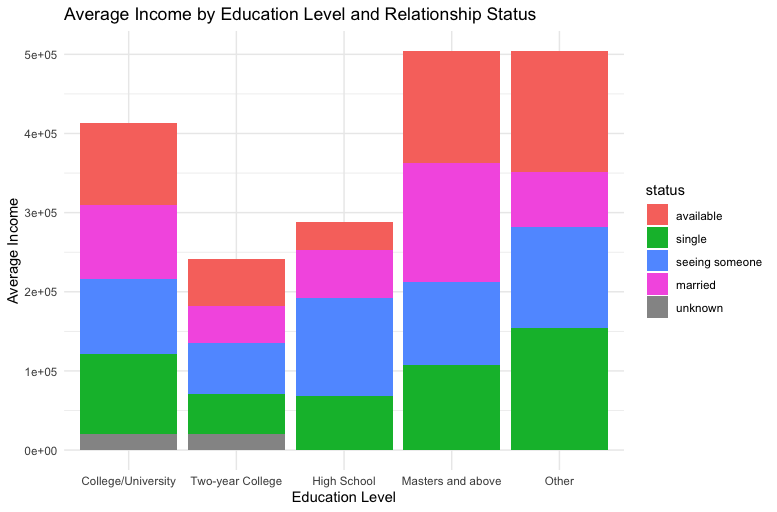 Average Income by Education Level and Relationship Status
5e+05
4e+05
3e+05
2e+05
1e+05
0e+00
Average Income
College/University
Two-year College
High School
Masters and above
Other
Education Level
status
available
single
seeing someone
married
unknown